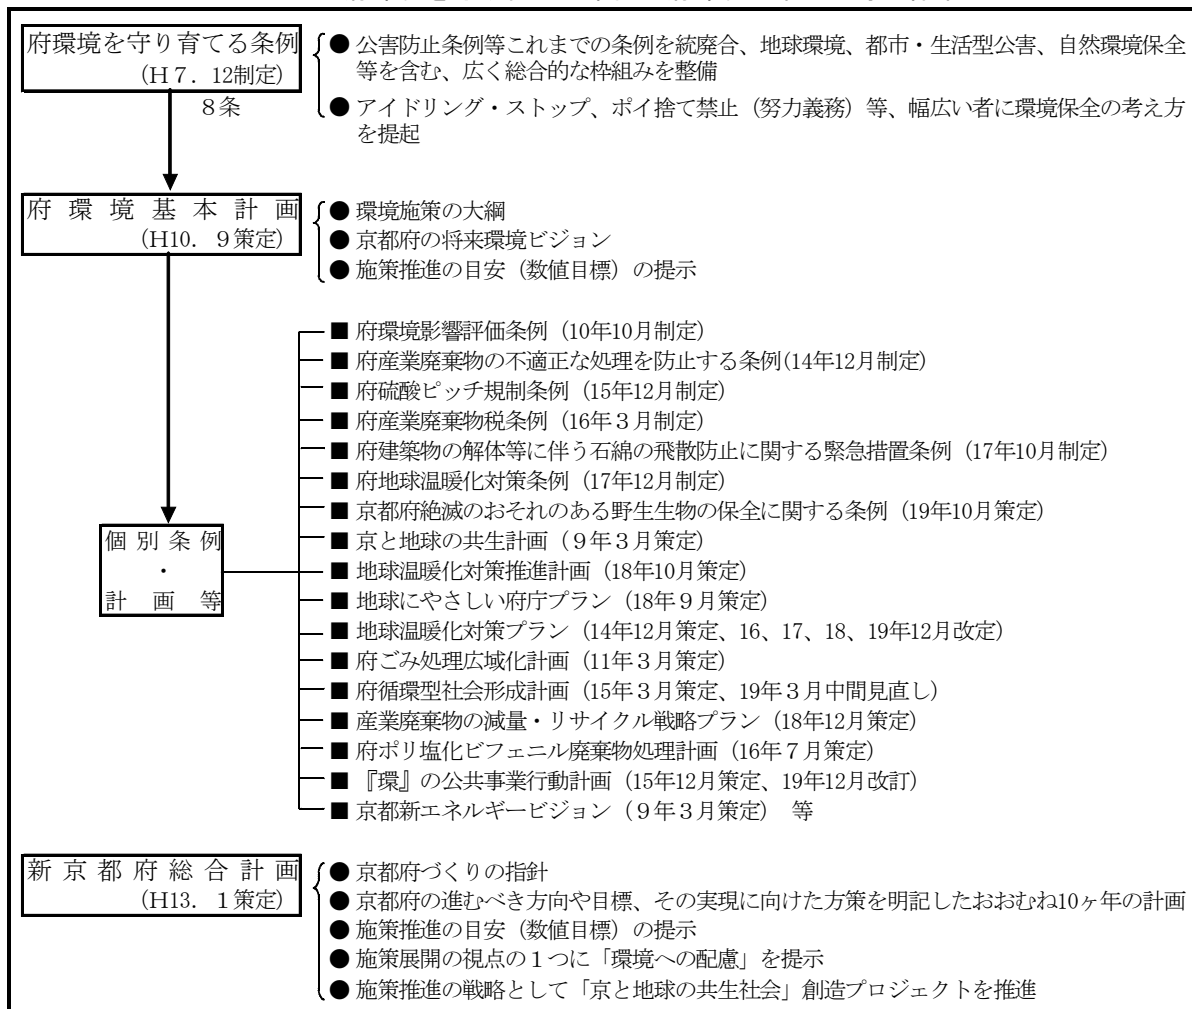 府環境を守り育てる条例
(H7. 12制定)
8条
● 公害防止条例等これまでの条例を統廃合、地球環境、都市・生活型公害、自然環境保全
等を含む、広く総合的な枠組みを整備
● アイドリング・ストップ、ポイ捨て禁止（努力義務）等、幅広い者に環境保全の考え方
を提起
府環境基本計画
(H10. 9策定)
● 環境施策の大綱
● 京都府の将来環境ビジョン
● 施策推進の目安（数値目標）の提示
個別条例
・
計画等
■ 府環境影響評価条例（10年10月制定）
■ 府産業廃棄物の不適正な処理を防止する条例(14年12月制定）
■ 府硫酸ピッチ規制条例（15年12月制定）
■ 府産業廃棄物税条例（16年3月制定）
■ 府建築物の解体等に伴う石綿の飛散防止に関する緊急措置条例（17年10月制定）
■ 府地球温暖化対策条例（17年12月制定）
■ 京都府絶滅のおそれのある野生生物の保全に関する条例（19年10月策定）
■ 京と地球の共生計画（9年3月策定）
■ 地球温暖化対策推進計画（18年10月策定）
■ 地球にやさしい府庁プラン（18年9月策定）
■ 地球温暖化対策プラン（14年12月策定、16、17、18、19年12月改定）
■ 府ごみ処理広域化計画（11年3月策定）
■ 府循環型社会形成計画（15年3月策定、19年3月中間見直し）
■ 産業廃棄物の減量・リサイクル戦略プラン（18年12月策定）
■ 府ポリ塩化ビフェニル廃棄物処理計画（16年7月策定）
■ 『環』の公共事業行動計画（15年12月策定、19年12月改訂）
■ 京都新エネルギービジョン（9年3月策定） 等
新京都府総合計画
(H13. 1策定)
● 京都府づくりの指針
● 京都府の進むべき方向や目標、その実現に向けた方策を明記したおおむね10ヶ年の計画
● 施策推進の目安（数値目標）の提示
● 施策展開の視点の1つに「環境への配慮」を提示
● 施策推進の戦略として「京と地球の共生社会」創造プロジェクトを推進